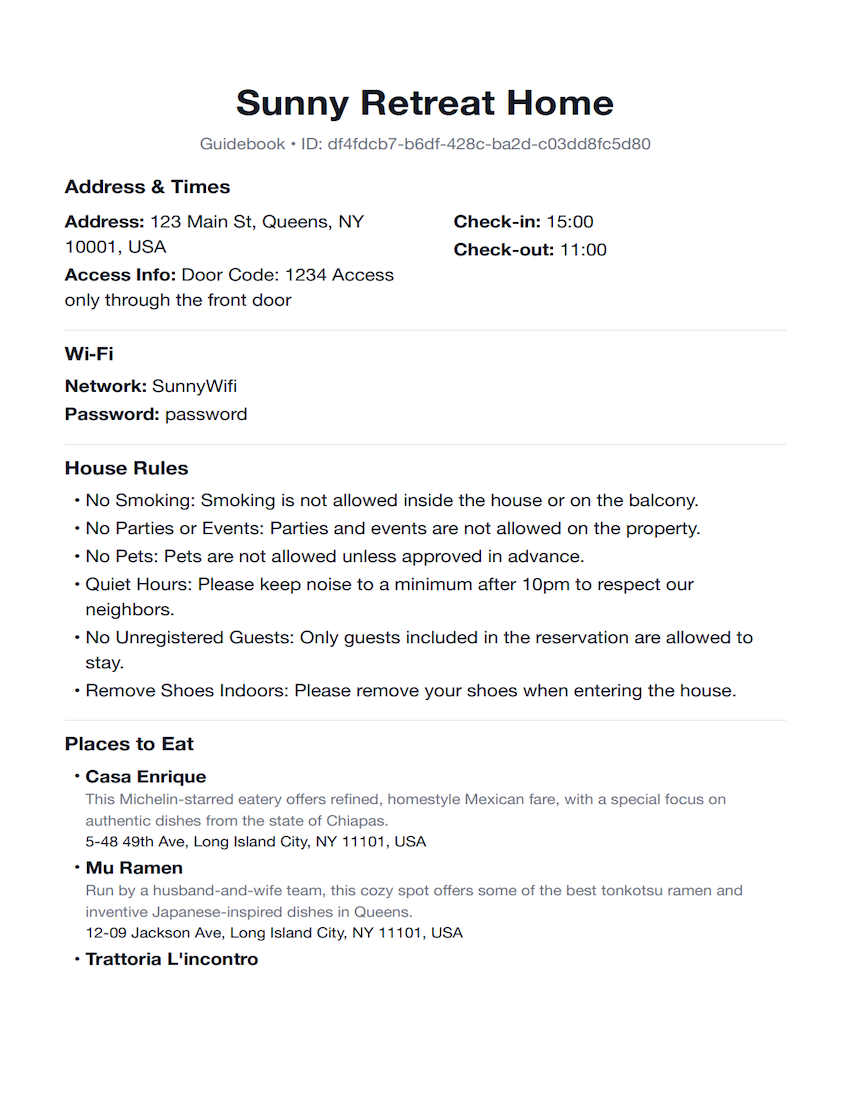 Sunny Retreat Home
Guidebook • ID: df4fdcb7-b6df-428c-ba2d-c03dd8fc5d80
Address & Times
Address: 123 Main St, Queens, NY
10001, USA
Access Info: Door Code: 1234 Access
only through the front door
Check-in: 15:00
Check-out: 11:00
Wi-Fi
Network: SunnyWifi
Password: password
House Rules
• No Smoking: Smoking is not allowed inside the house or on the balcony.
• No Parties or Events: Parties and events are not allowed on the property.
• No Pets: Pets are not allowed unless approved in advance.
• Quiet Hours: Please keep noise to a minimum after 10pm to respect our
neighbors.
• No Unregistered Guests: Only guests included in the reservation are allowed to
stay.
• Remove Shoes Indoors: Please remove your shoes when entering the house.
Places to Eat
• Casa Enrique
This Michelin-starred eatery offers refined, homestyle Mexican fare, with a special focus on
authentic dishes from the state of Chiapas.
5-48 49th Ave, Long Island City, NY 11101, USA
• Mu Ramen
Run by a husband-and-wife team, this cozy spot offers some of the best tonkotsu ramen and
inventive Japanese-inspired dishes in Queens.
12-09 Jackson Ave, Long Island City, NY 11101, USA
• Trattoria L'incontro